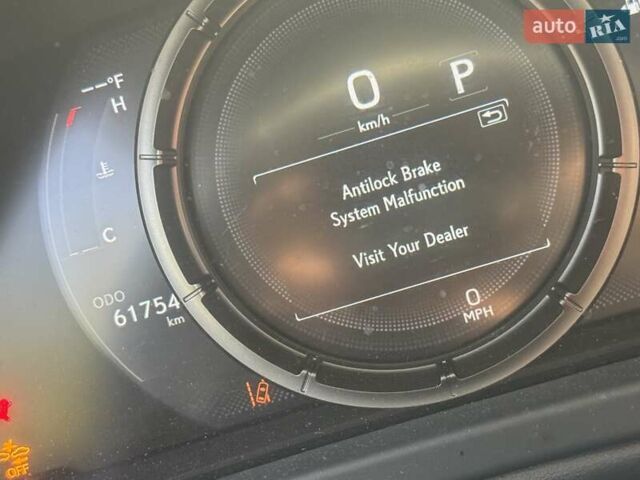 auto RIA.com
--°F
H
0 P
km/h
Antilock Brake
System Malfunction
Visit Your Dealer
C
ODO
61754
km
0
MPH
OFF